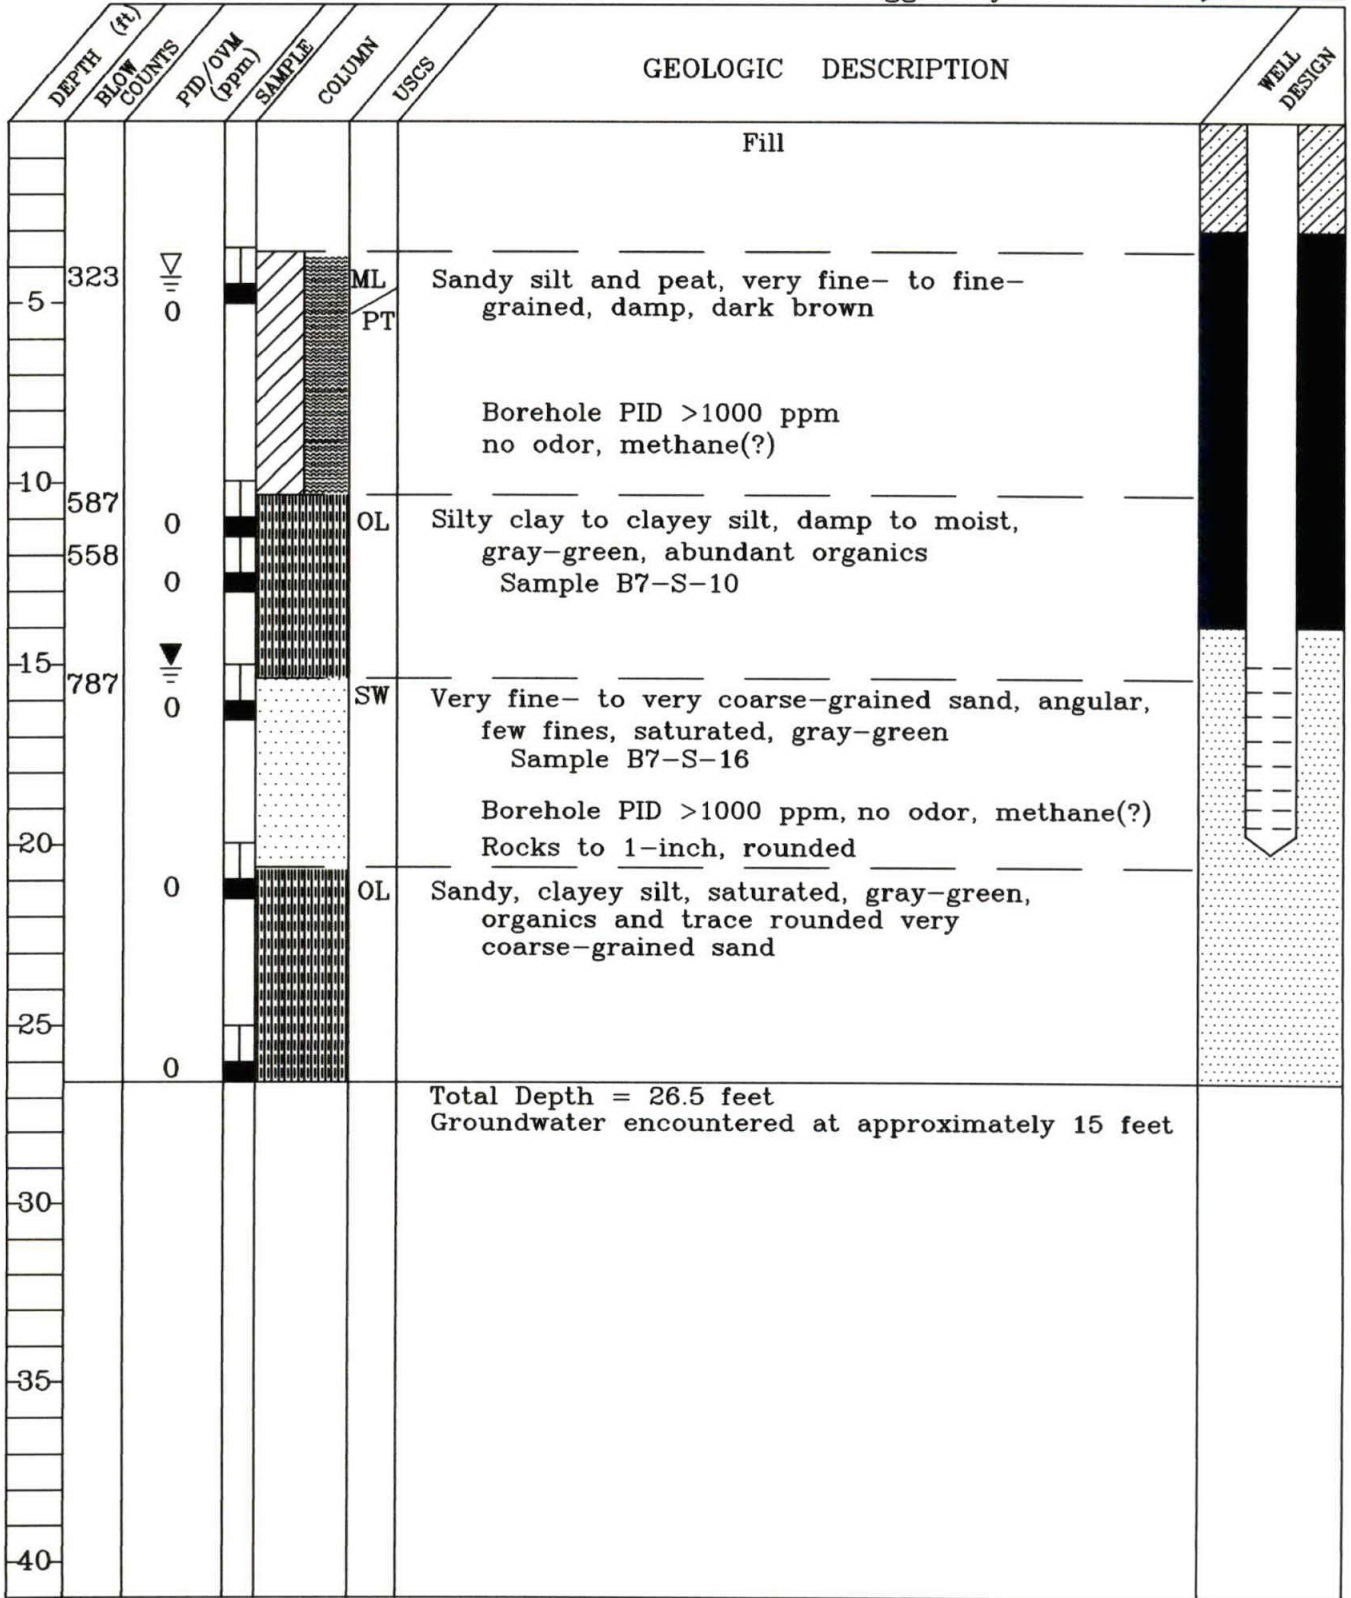 DEPTH (ft)
BLOW COUNTS
PID/OVM (ppm)
SAMPLE
COLUMN
USCS
GEOLOGIC DESCRIPTION
WELL DESIGN
Fill
323
ML
Sandy silt and peat, very fine- to fine-
5
0
PT
grained, damp, dark brown
Borehole PID >1000 ppm
no odor, methane(?)
10
587
0
OL
Silty clay to clayey silt, damp to moist,
558
gray-green, abundant organics
0
Sample B7-S-10
15
787
0
SW
Very fine- to very coarse-grained sand, angular,
few fines, saturated, gray-green
Sample B7-S-16
Borehole PID >1000 ppm, no odor, methane(?)
20
Rocks to 1-inch, rounded
0
OL
Sandy, clayey silt, saturated, gray-green,
organics and trace rounded very
coarse-grained sand
25
0
Total Depth = 26.5 feet
Groundwater encountered at approximately 15 feet
30
35
40